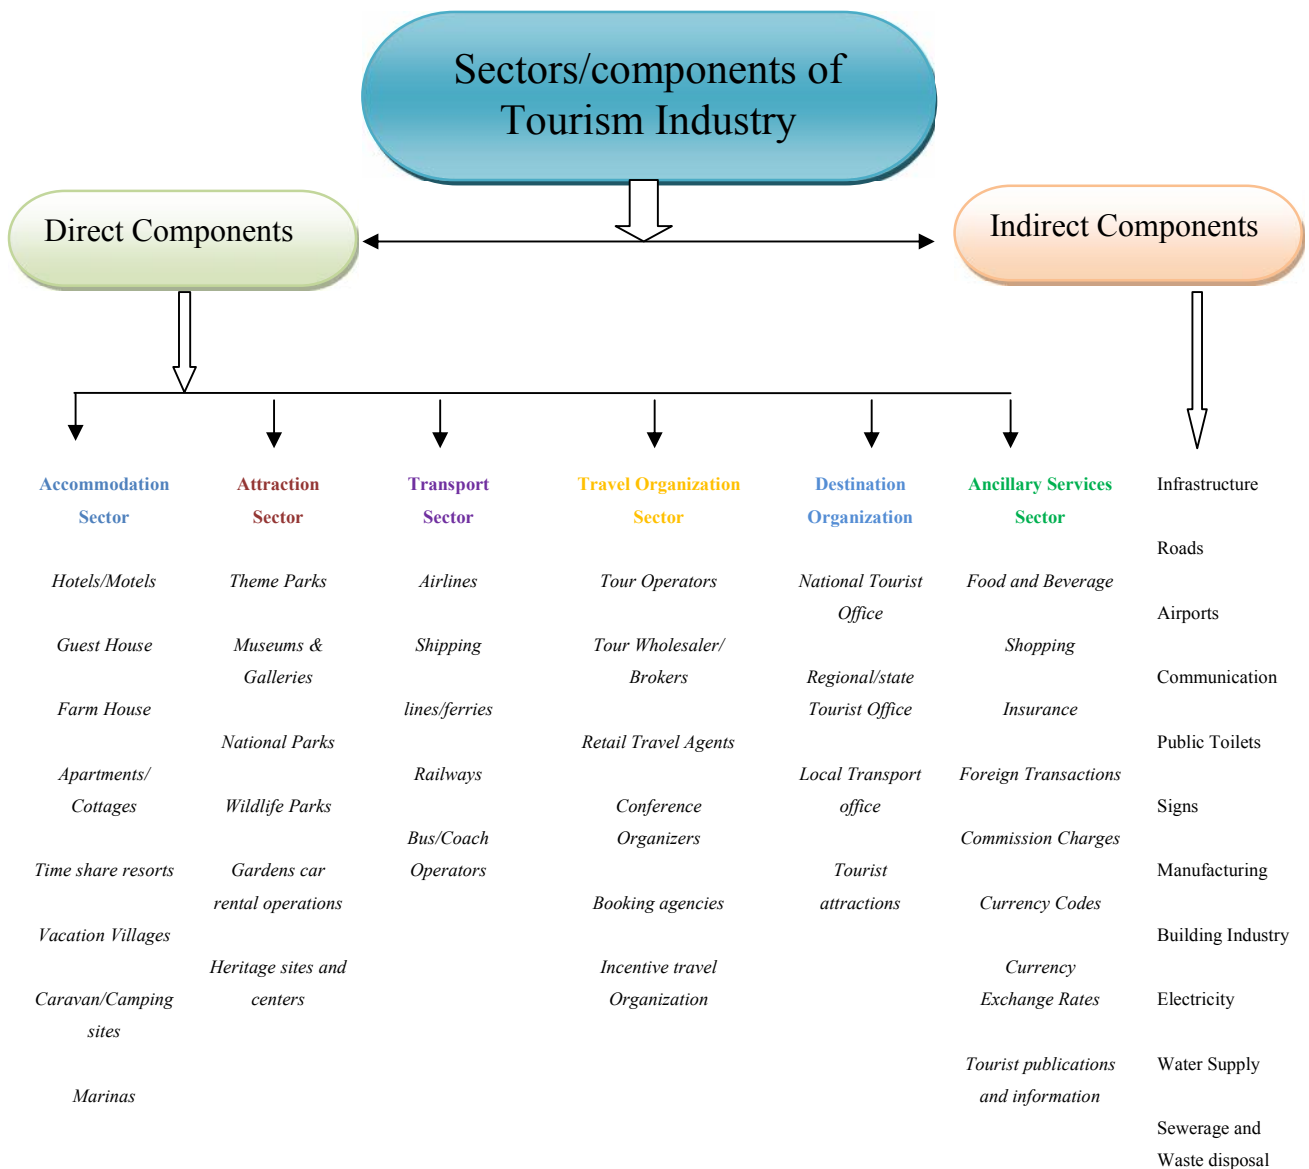 Sectors/components of
Tourism Industry
Direct Components
Indirect Components
Accommodation
Sector
Hotels/Motels
Guest House
Farm House
Apartments/
Cottages
Time share resorts
Vacation Villages
Caravan/Camping
sites
Marinas
Attraction
Sector
Theme Parks
Museums &
Galleries
National Parks
Wildlife Parks
Gardens car
rental operations
Heritage sites and
centers
Transport
Sector
Airlines
Shipping
lines/ferries
Railways
Bus/Coach
Operators
Travel Organization
Sector
Tour Operators
Tour Wholesaler/
Brokers
Retail Travel Agents
Conference
Organizers
Booking agencies
Incentive travel
Organization
Destination
Organization
National Tourist
Office
Regional/state
Tourist Office
Local Transport
office
Tourist
attractions
Ancillary Services
Sector
Food and Beverage
Shopping
Insurance
Foreign Transactions
Commission Charges
Currency Codes
Currency
Exchange Rates
Tourist publications
and information
Infrastructure
Roads
Airports
Communication
Public Toilets
Signs
Manufacturing
Building Industry
Electricity
Water Supply
Sewerage and
Waste disposal